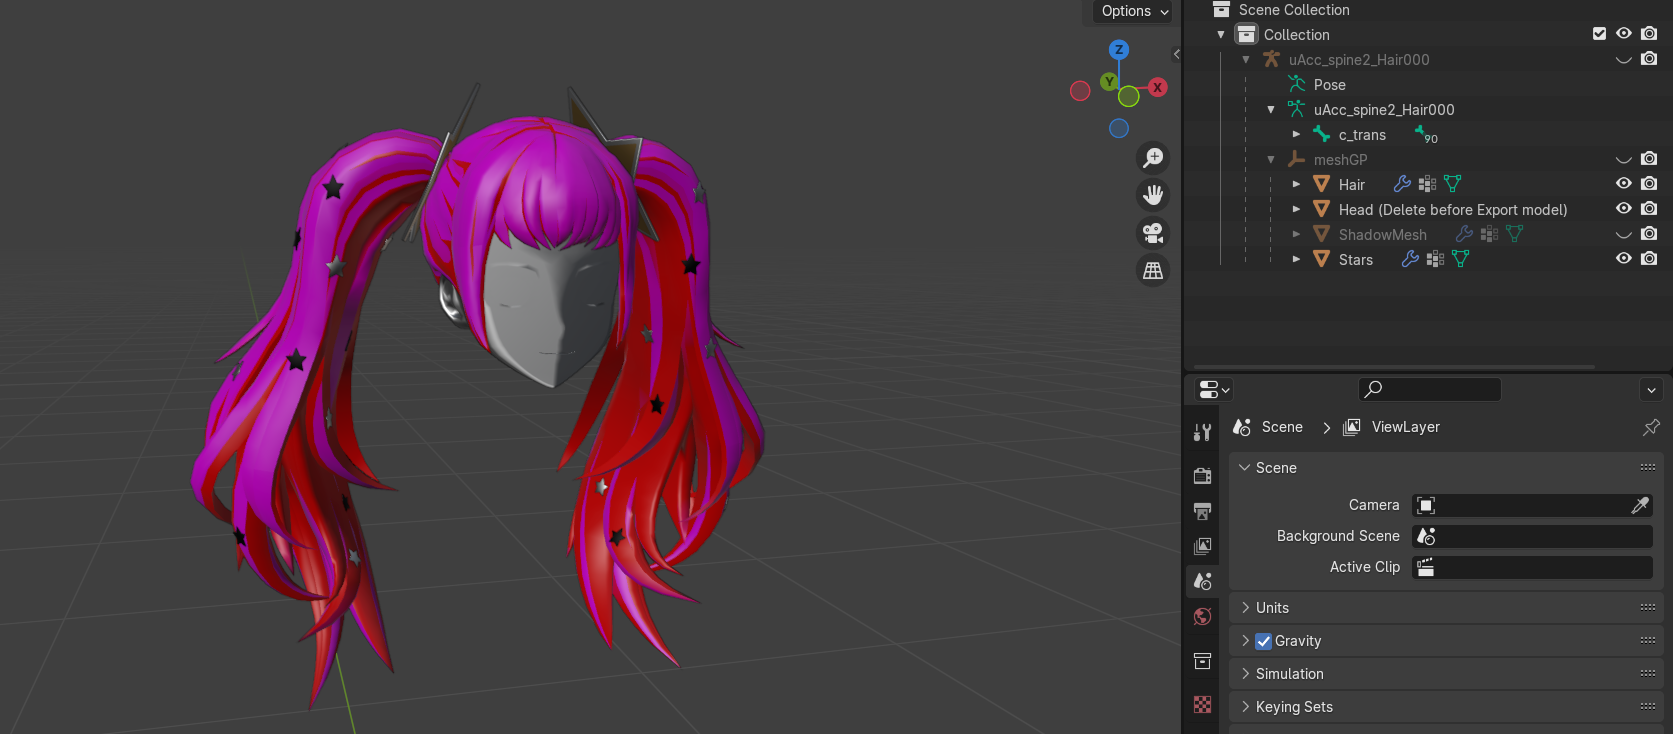 Options
Z
Y
X
Scene Collection
Collection
uAcc_spine2_Hair000
Pose
uAcc_spine2_Hair000
c_trans 90
meshGP
Hair
Head (Delete before Export model)
ShadowMesh
Stars
Scene ViewLayer
Scene
Camera
Background Scene
Active Clip
Units
Gravity
Simulation
Keying Sets